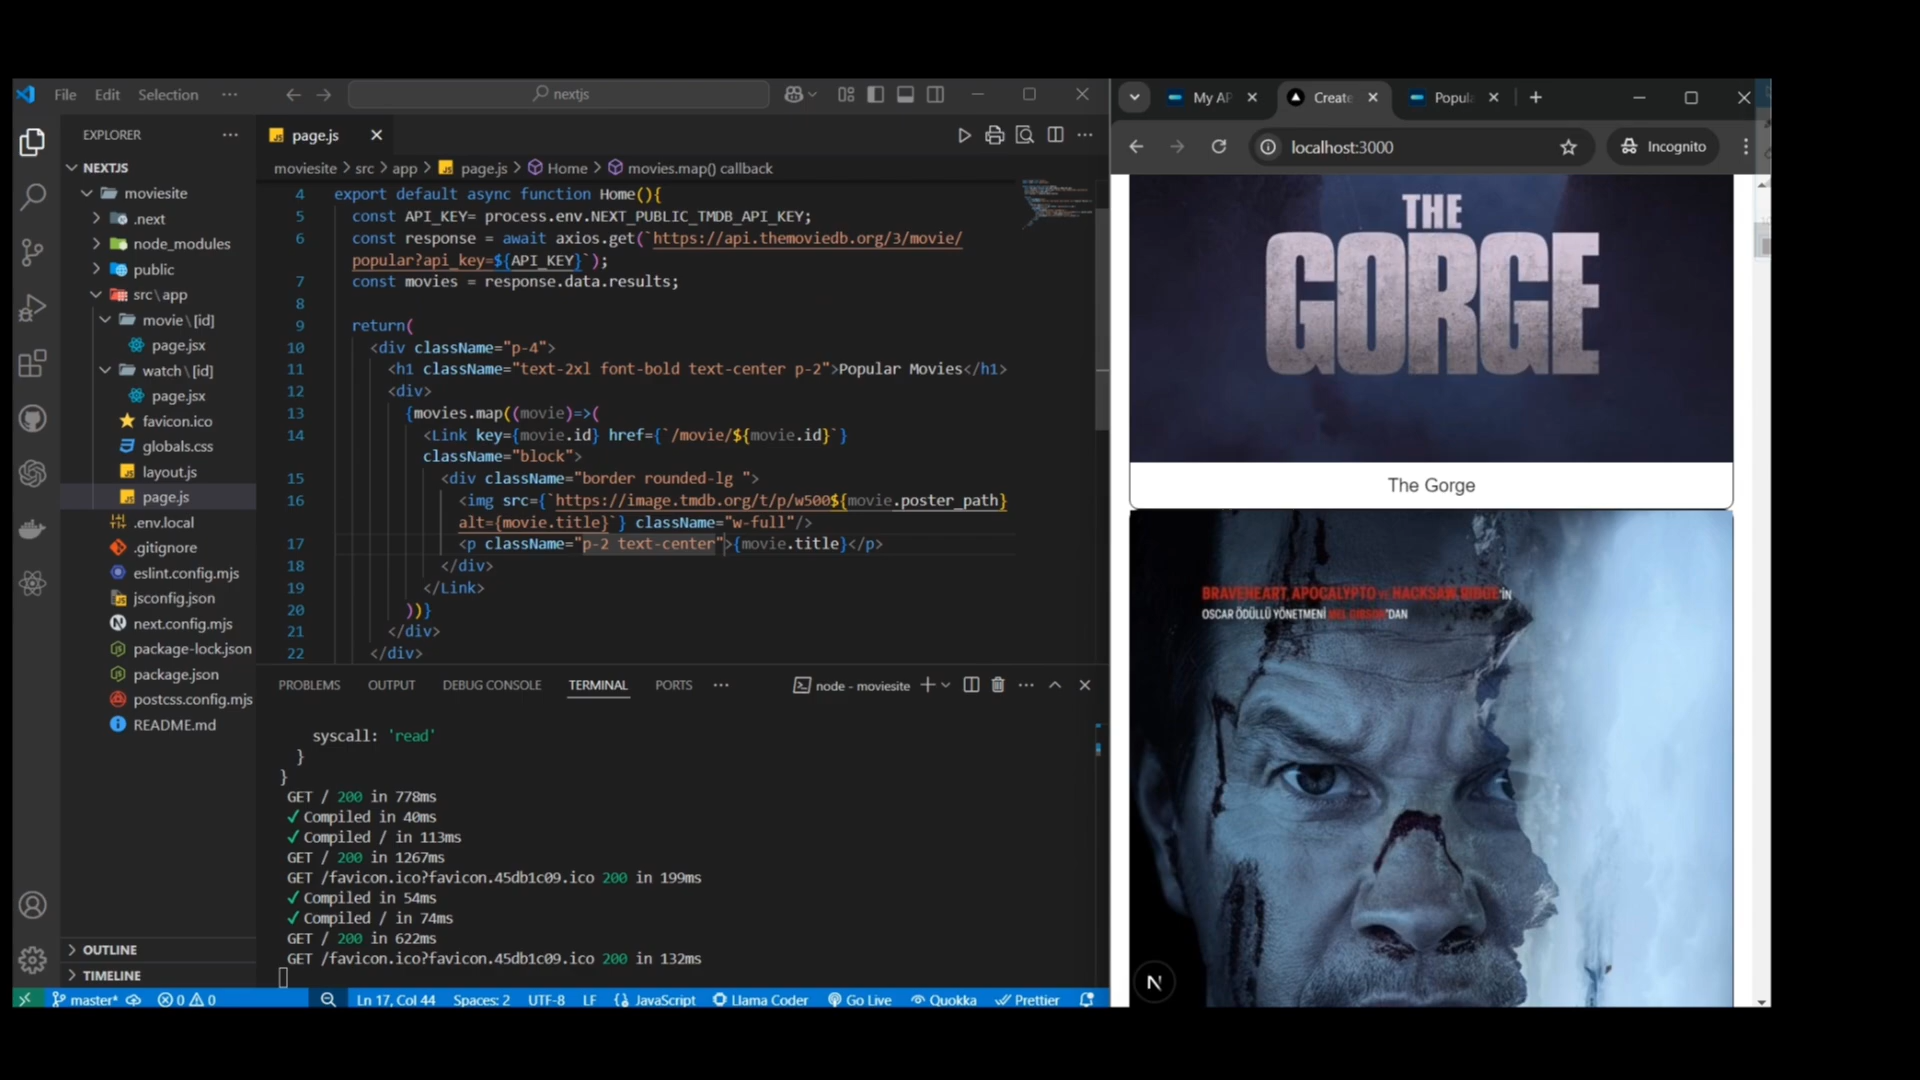 File Edit Selection ···
nextjs
EXPLORER
NEXTJS
moviesite
.next
node_modules
public
src\app
movie\[id]
page.jsx
watch\[id]
page.jsx
favicon.ico
globals.css
layout.js
page.js
.env.local
.gitignore
eslint.config.mjs
jsconfig.json
next.config.mjs
package-lock.json
package.json
postcss.config.mjs
README.md
OUTLINE
TIMELINE
page.js
moviesite > src > app > page.js > Home > movies.map() callback
4 export default async function Home(){
5 const API_KEY= process.env.NEXT_PUBLIC_TMDB_API_KEY;
6 const response = await axios.get(`https://api.themoviedb.org/3/movie/
popular?api_key=${API_KEY}`);
7 const movies = response.data.results;
8
9 return(
10 <div className="p-4">
11 <h1 className="text-2xl font-bold text-center p-2">Popular Movies</h1>
12 <div>
13 {movies.map((movie)=>(
14 <Link key={movie.id} href={`/movie/${movie.id}`}
className="block">
15 <div className="border rounded-lg ">
16 <img src={`https://image.tmdb.org/t/p/w500${movie.poster_path}
alt={movie.title}`} className="w-full"/>
17 <p className="p-2 text-center">{movie.title}</p>
18 </div>
19 </Link>
20 ))}
21 </div>
22 </div>
PROBLEMS OUTPUT DEBUG CONSOLE TERMINAL PORTS ··· node - moviesite
syscall: 'read'
}
}
GET / 200 in 778ms
✓ Compiled in 40ms
✓ Compiled / in 113ms
GET / 200 in 1267ms
GET /favicon.ico?favicon.45db1c09.ico 200 in 199ms
✓ Compiled in 54ms
✓ Compiled / in 74ms
GET / 200 in 622ms
GET /favicon.ico?favicon.45db1c09.ico 200 in 132ms
master* 0 0 Ln 17, Col 44 Spaces: 2 UTF-8 LF JavaScript Llama Coder Go Live Quokka Prettier
My AP Create Popula
localhost:3000 Incognito
THE
GORGE
The Gorge
BRAVEHEART, APOCALYPTO ve HACKSAW RIDGE'İN
OSCAR ÖDÜLLÜ YÖNETMENİ MEL GIBSON'DAN
N